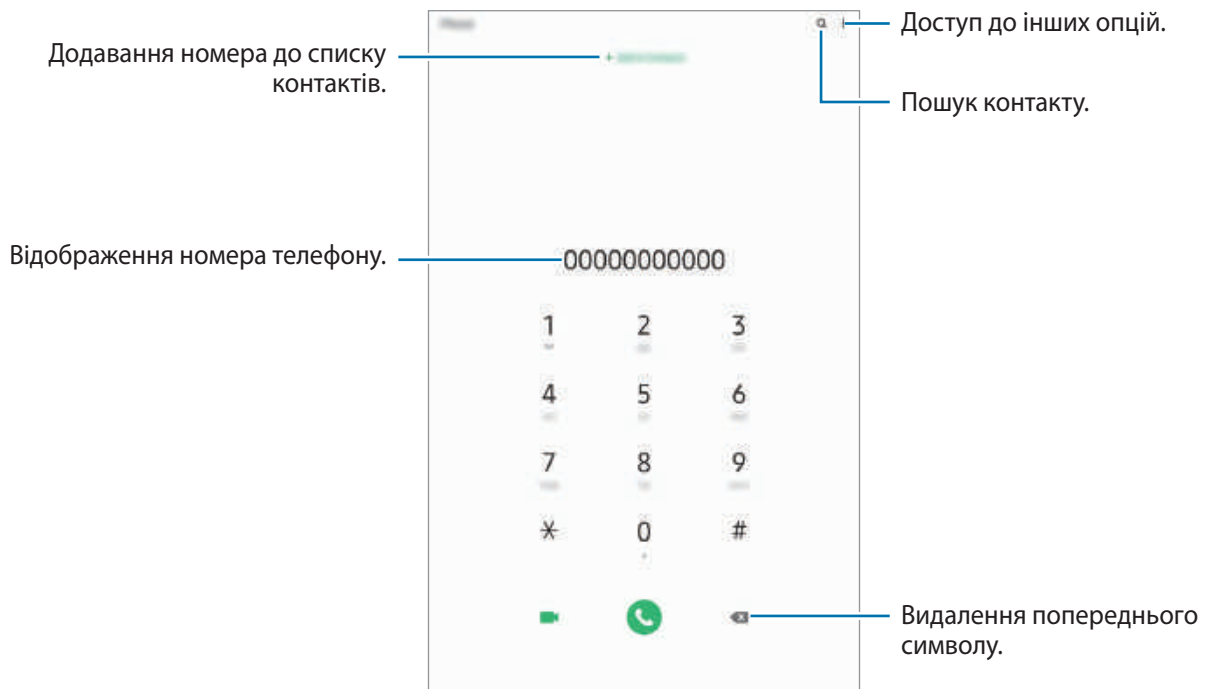 Доступ до інших опцій.
Додавання номера до списку
контактів.
Пошук контакту.
Відображення номера телефону.
00000000000
1 2 3
4 5 6
7 8 9
* 0 #
Видалення попереднього
символу.